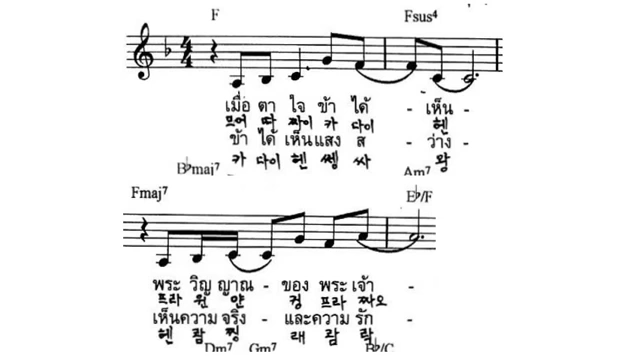 F Fsus4
4/4
เมื่อ ตา ใจ ข้า ได้ - เห็น -
므어 따 짜이 카 다이 헨
ข้า ได้ เห็น แสง ส - ว่าง -
카 다이 헨 쌩 싸 왕
B♭maj7 Am7
Fmaj7 E♭/F
พระ วิญ ญาณ - ของ พระ เจ้า -
프라 윈 얀 컹 프라 짜오
เห็นความ จริง - และความ รัก -
헨 람 찡 래 람 락
Dm7 Gm7 B♭/C